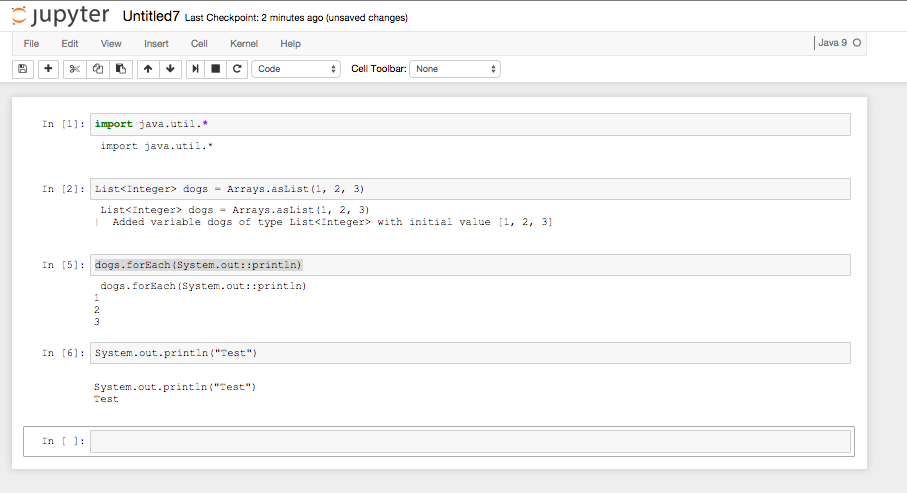 jupyter Untitled7 Last Checkpoint: 2 minutes ago (unsaved changes)
File Edit View Insert Cell Kernel Help Java 9
Code Cell Toolbar: None
In [1]: import java.util.*
import java.util.*
In [2]: List<Integer> dogs = Arrays.asList(1, 2, 3)
List<Integer> dogs = Arrays.asList(1, 2, 3)
| Added variable dogs of type List<Integer> with initial value [1, 2, 3]
In [5]: dogs.forEach(System.out::println)
dogs.forEach(System.out::println)
1
2
3
In [6]: System.out.println("Test")
System.out.println("Test")
Test
In [ ]: